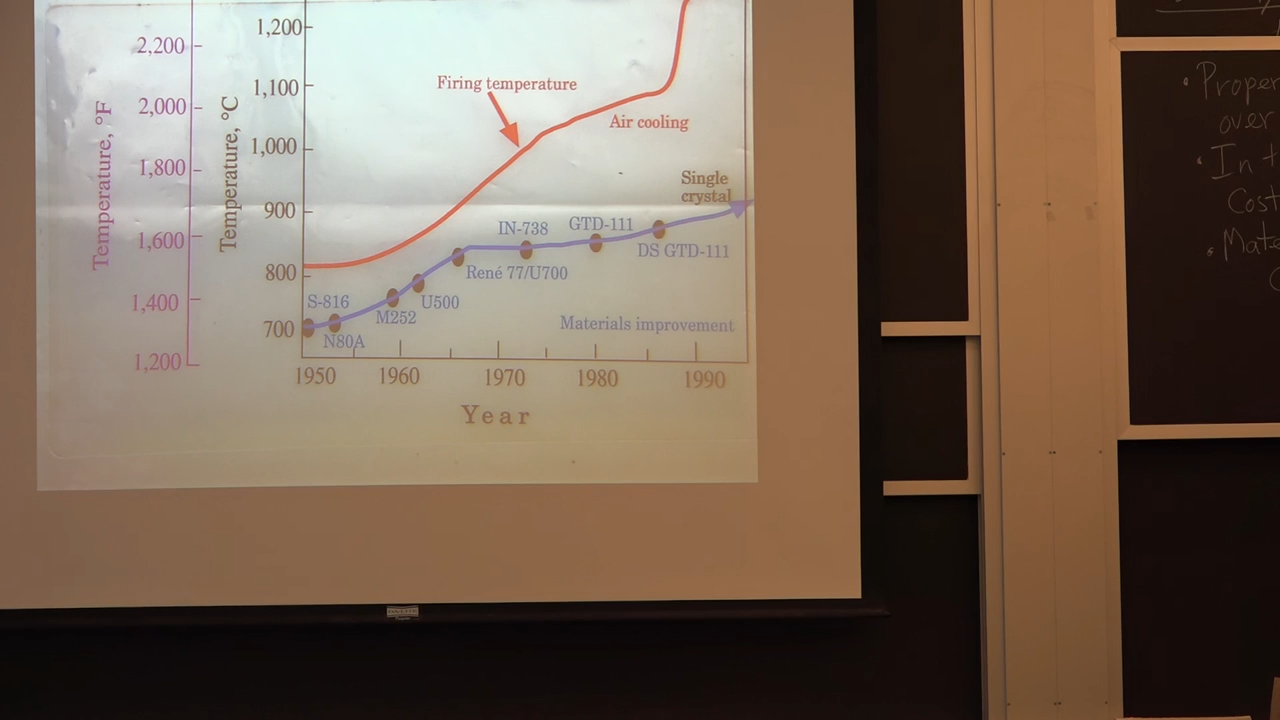 1,200
2,200
Firing temperature
1,100
2,000
Air cooling
Temperature, °F
Temperature, °C
1,000
1,800
Single
crystal
900
IN-738
GTD-111
1,600
DS GTD-111
800
René 77/U700
S-816
U500
1,400
M252
Materials improvement
700
N80A
1,200
1950
1960
1970
1980
1990
Year
• Proper
over
• In t
Cost
• Mat